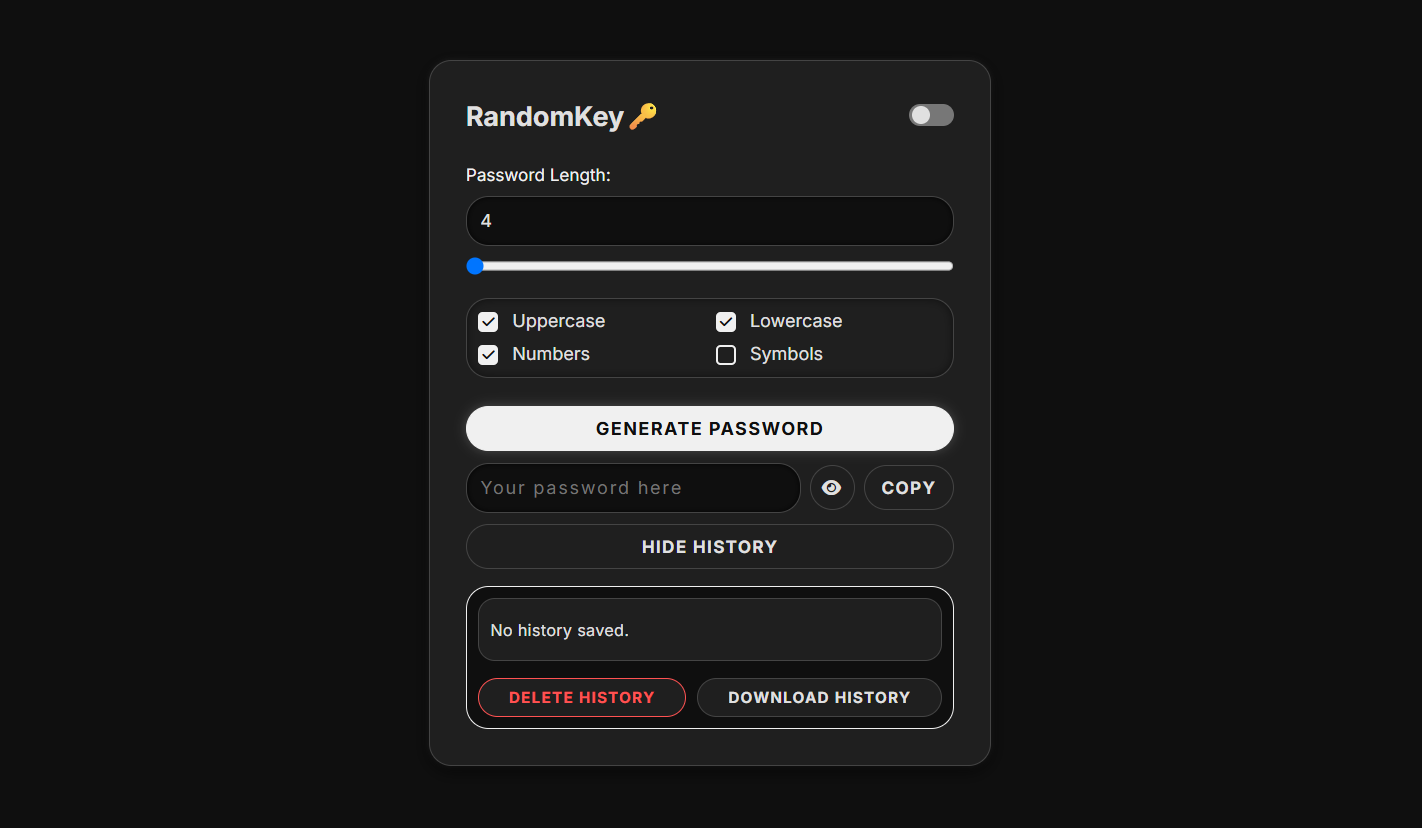 RandomKey 🔑
Password Length:
4
Uppercase
Lowercase
Numbers
Symbols
GENERATE PASSWORD
Your password here
COPY
HIDE HISTORY
No history saved.
DELETE HISTORY
DOWNLOAD HISTORY